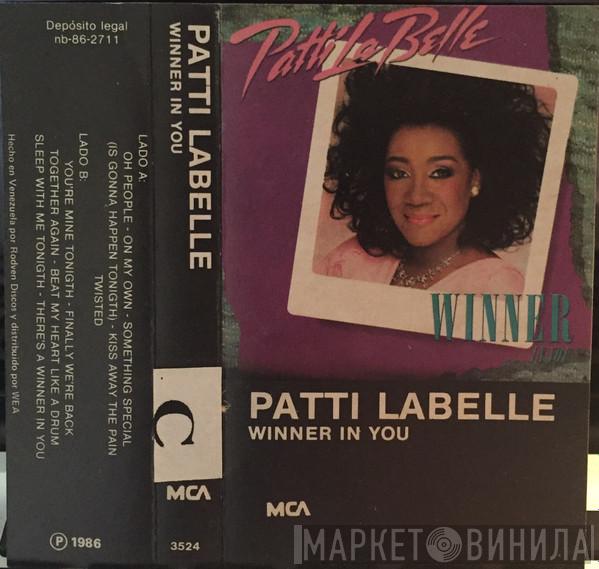 Depósito legal
nb-86-2711
LADO A:
OH PEOPLE - ON MY OWN - SOMETHING SPECIAL
(IS GONNA HAPPEN TONIGTH) - KISS AWAY THE PAIN
TWISTED
LADO B:
YOU'RE MINE TONIGTH - FINALLY WE'RE BACK
TOGETHER AGAIN - BEAT MY HEART LIKE A DRUM
SLEEP WITH ME TONIGTH - THERE'S A WINNER IN YOU
Hecho en Venezuela por Rodven Discos y distribuido por WEA
Ⓟ 1986
PATTI LABELLE
WINNER IN YOU
C
MCA
3524
Patti LaBelle
WINNER
IN YOU
PATTI LABELLE
WINNER IN YOU
MCA
МАРКЕТ ВИНИЛА